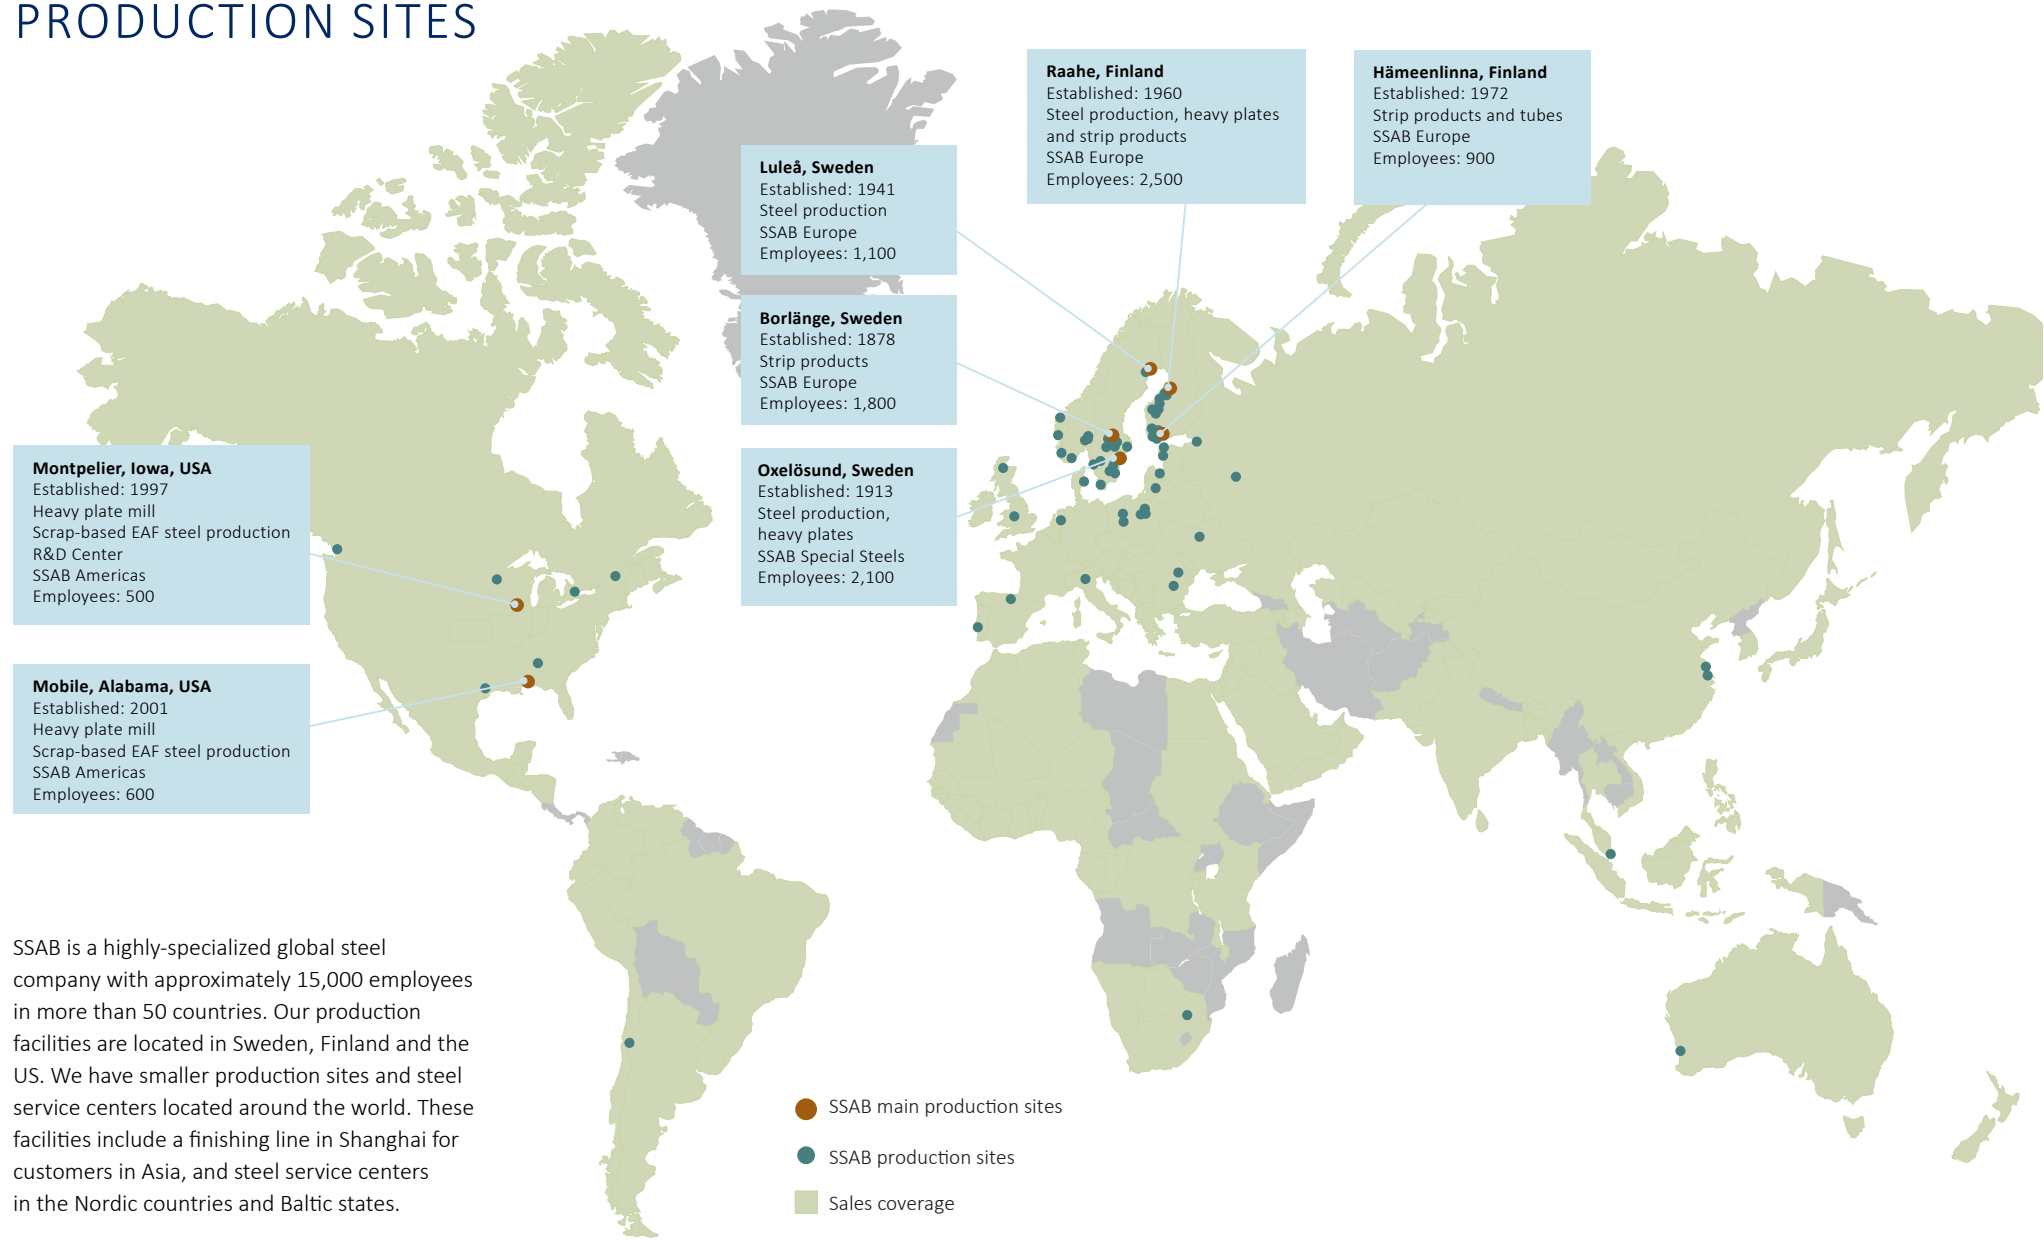 PRODUCTION SITES
Raahe, Finland
Established: 1960
Steel production, heavy plates
and strip products
SSAB Europe
Employees: 2,500
Hämeenlinna, Finland
Established: 1972
Strip products and tubes
SSAB Europe
Employees: 900
Luleå, Sweden
Established: 1941
Steel production
SSAB Europe
Employees: 1,100
Borlänge, Sweden
Established: 1878
Strip products
SSAB Europe
Employees: 1,800
Oxelösund, Sweden
Established: 1913
Steel production,
heavy plates
SSAB Special Steels
Employees: 2,100
Montpelier, Iowa, USA
Established: 1997
Heavy plate mill
Scrap-based EAF steel production
R&D Center
SSAB Americas
Employees: 500
Mobile, Alabama, USA
Established: 2001
Heavy plate mill
Scrap-based EAF steel production
SSAB Americas
Employees: 600
SSAB is a highly-specialized global steel
company with approximately 15,000 employees
in more than 50 countries. Our production
facilities are located in Sweden, Finland and the
US. We have smaller production sites and steel
service centers located around the world. These
facilities include a finishing line in Shanghai for
customers in Asia, and steel service centers
in the Nordic countries and Baltic states.
SSAB main production sites
SSAB production sites
Sales coverage